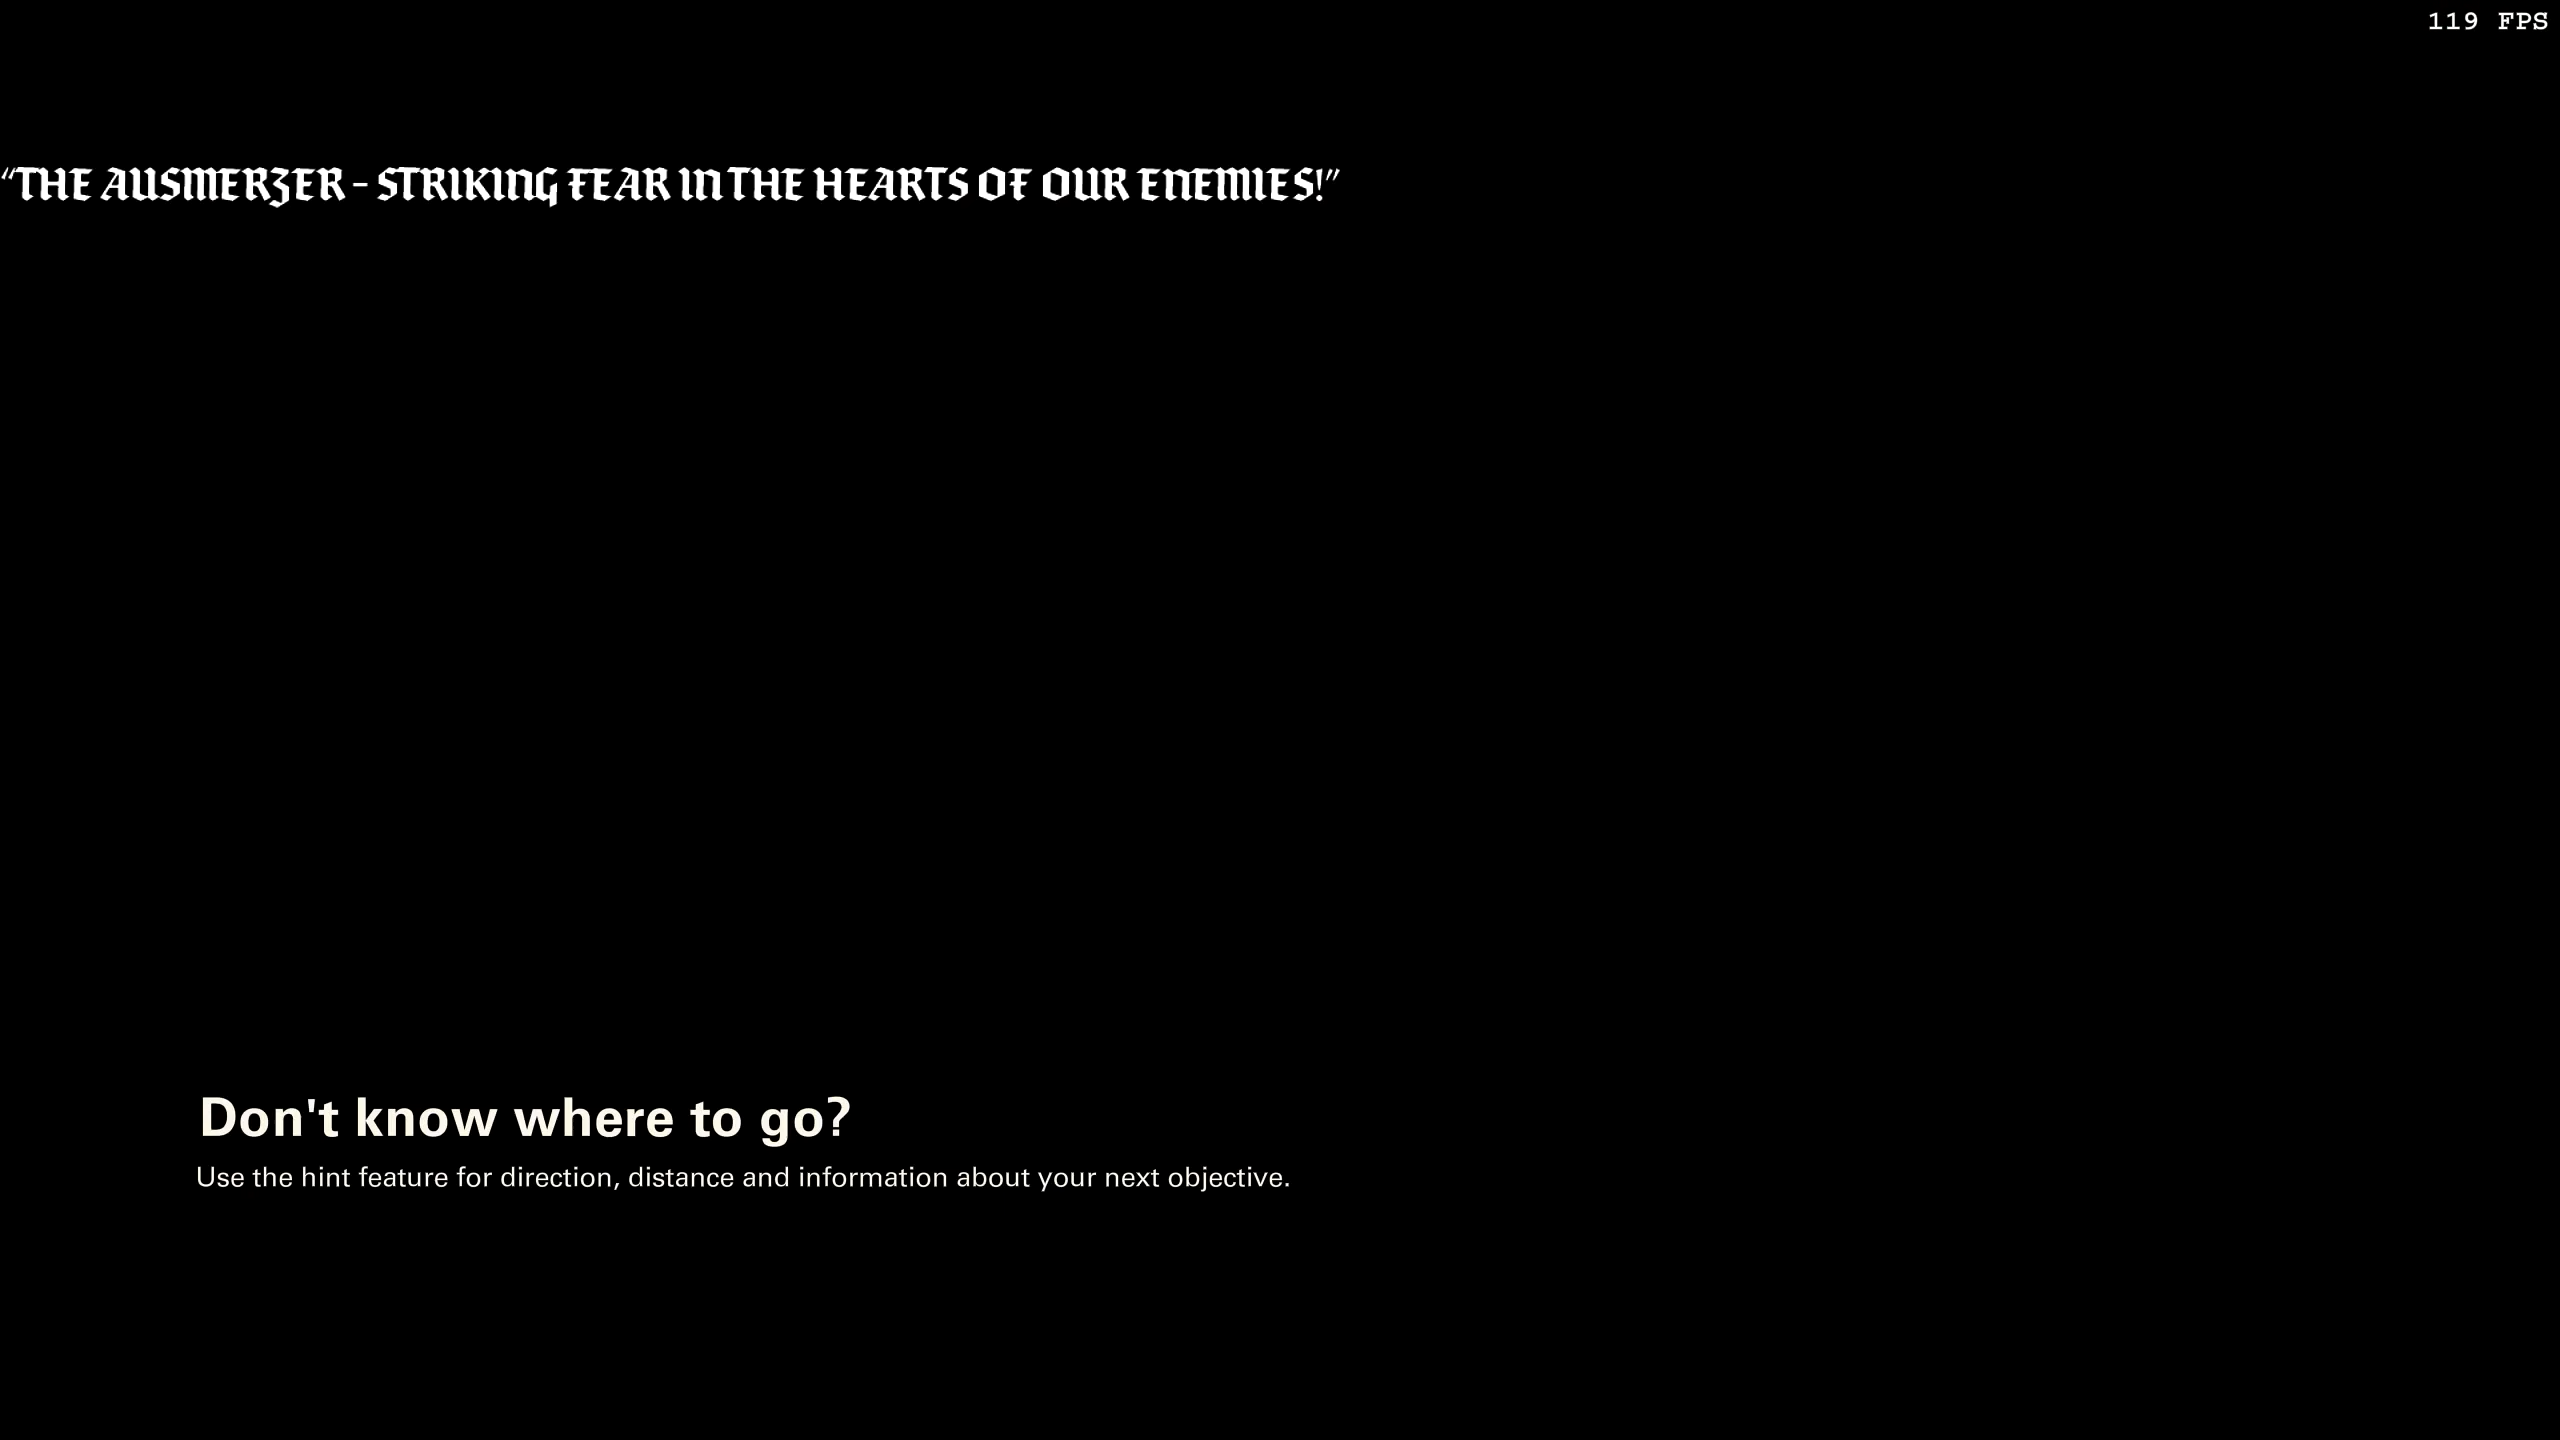 119 FPS
“THE AUSMERZER – STRIKING FEAR IN THE HEARTS OF OUR ENEMIES!”
Don't know where to go?
Use the hint feature for direction, distance and information about your next objective.